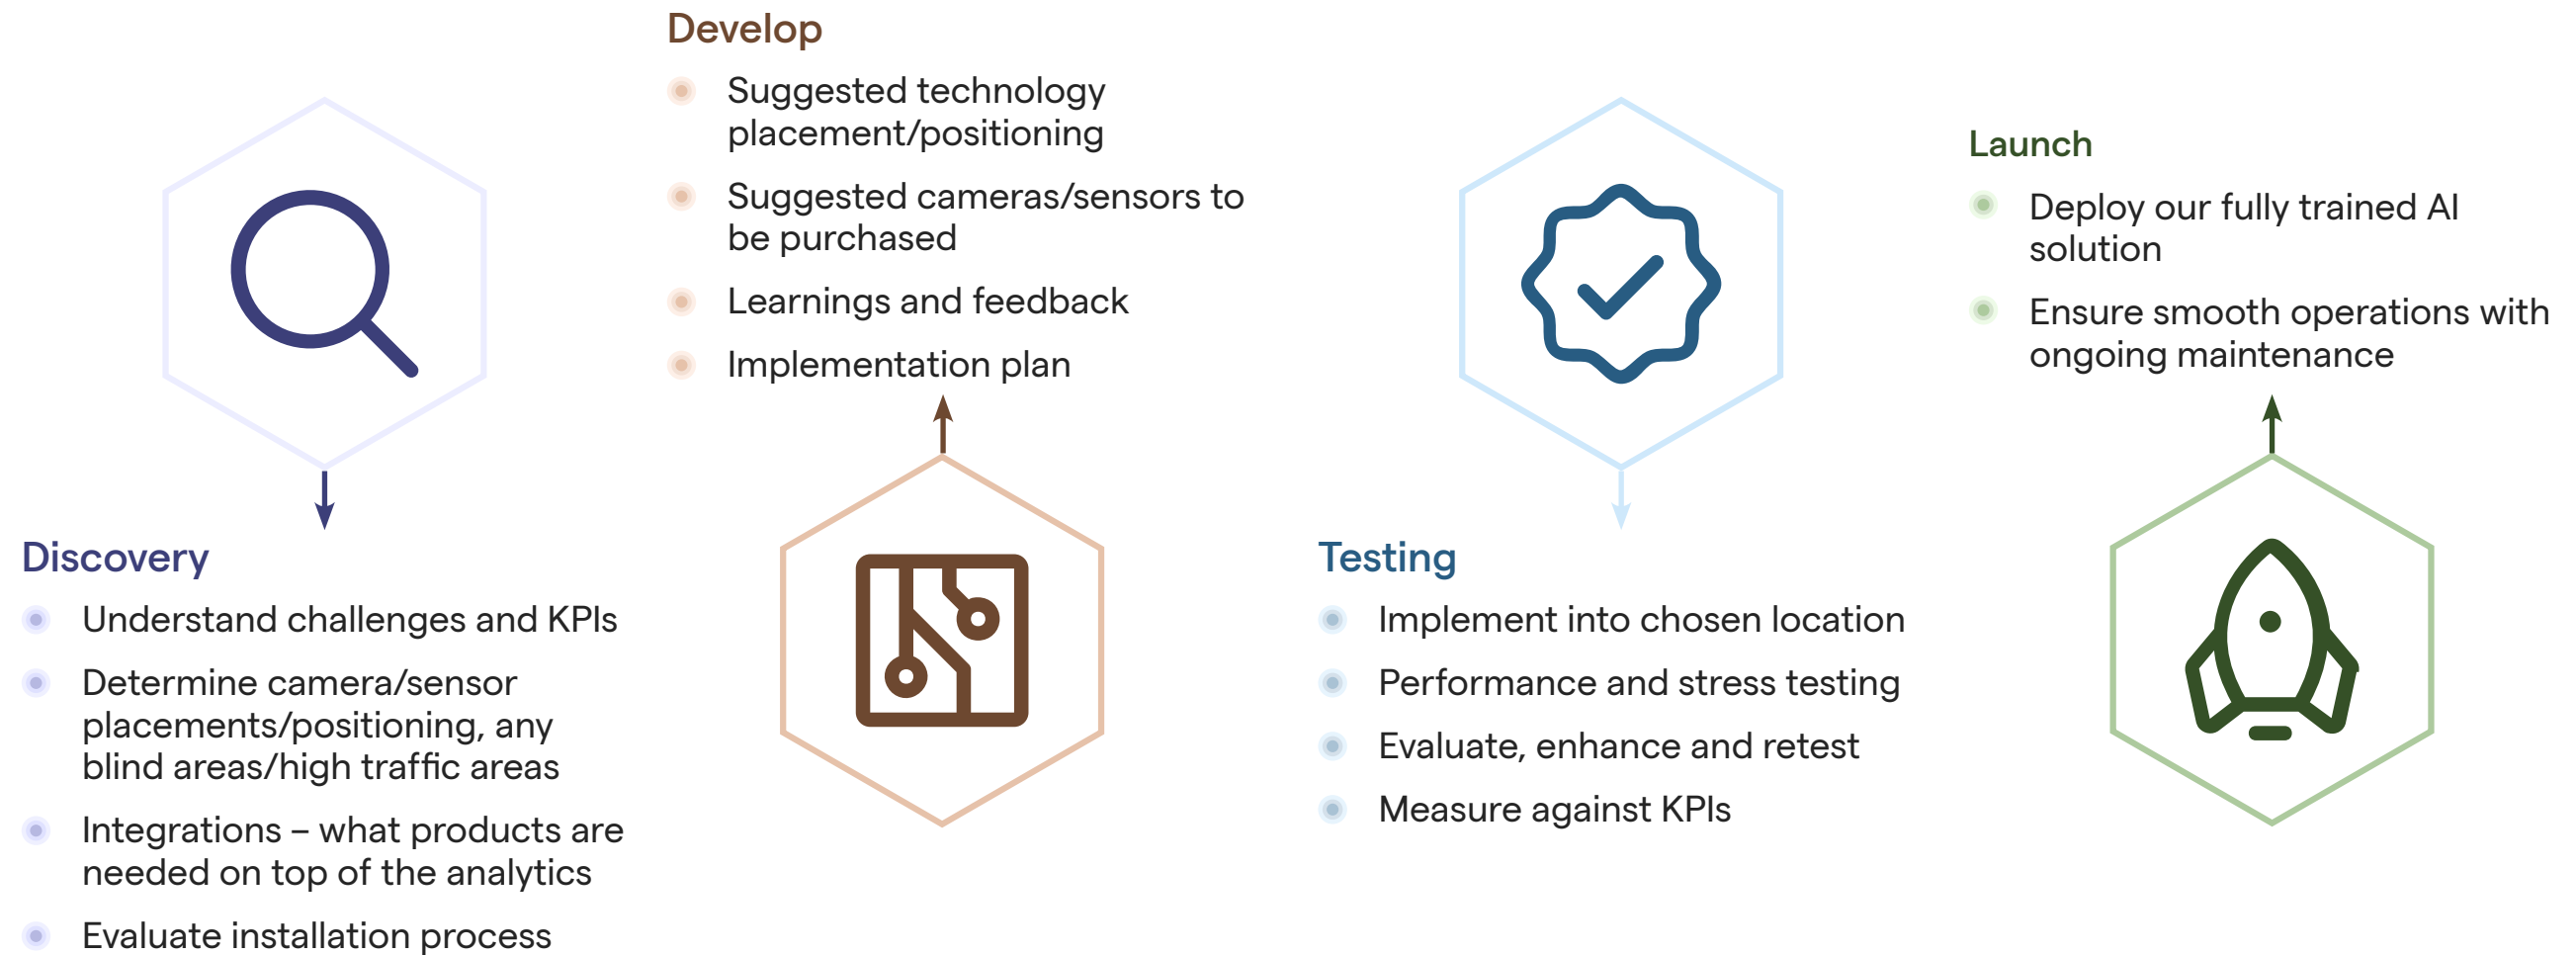 Discovery
Understand challenges and KPIs
Determine camera/sensor
placements/positioning, any
blind areas/high traffic areas
Integrations – what products are
needed on top of the analytics
Evaluate installation process
Develop
Suggested technology
placement/positioning
Suggested cameras/sensors to
be purchased
Learnings and feedback
Implementation plan
Testing
Implement into chosen location
Performance and stress testing
Evaluate, enhance and retest
Measure against KPIs
Launch
Deploy our fully trained AI
solution
Ensure smooth operations with
ongoing maintenance